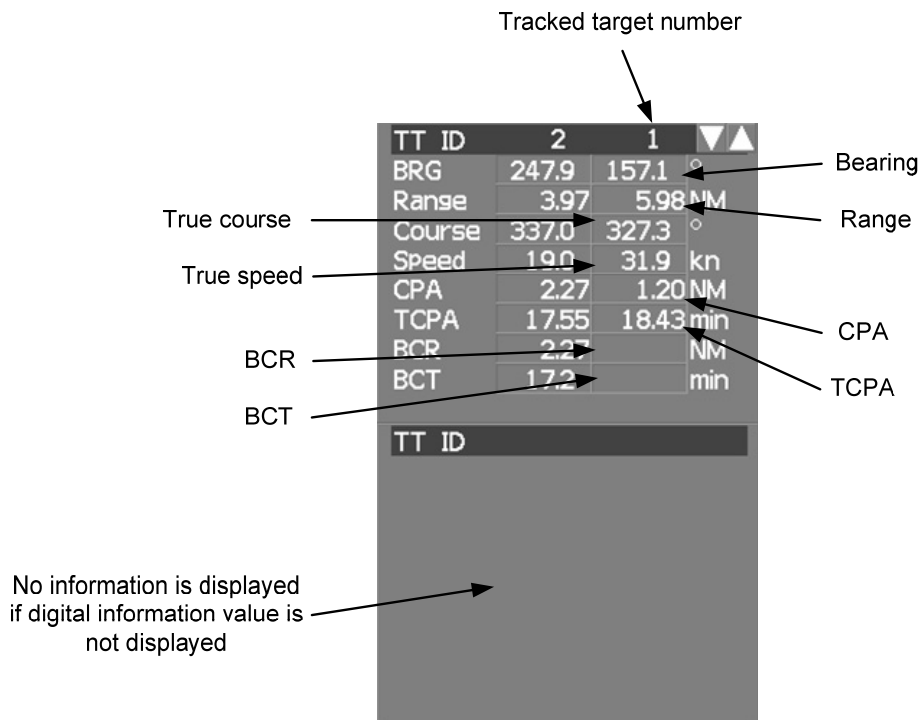 Tracked target number
TT ID 2 1
BRG 247.9 157.1 °
Range 3.97 5.98 NM
Course 337.0 327.3 °
Speed 19.0 31.9 kn
CPA 2.27 1.20 NM
TCPA 17.55 18.43 min
BCR 2.27 NM
BCT 17.2 min
Bearing
Range
True course
True speed
CPA
TCPA
BCR
BCT
TT ID
No information is displayed
if digital information value is
not displayed